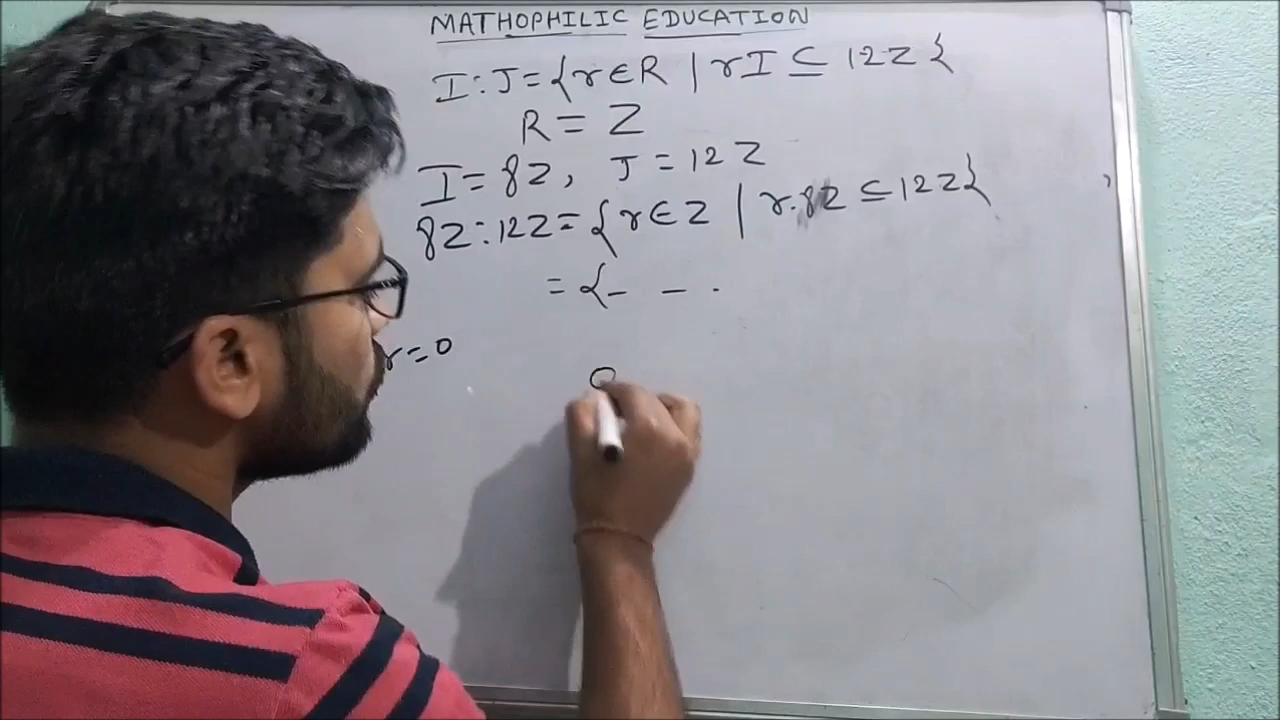 MATHOPHILIC EDUCATION
I:J={r∈R | rI ⊆ 12Z}
R = Z
I = 8Z, J = 12Z
8Z:12Z={r∈Z | r.8Z ⊆ 12Z}
= {- - .
r=0
0